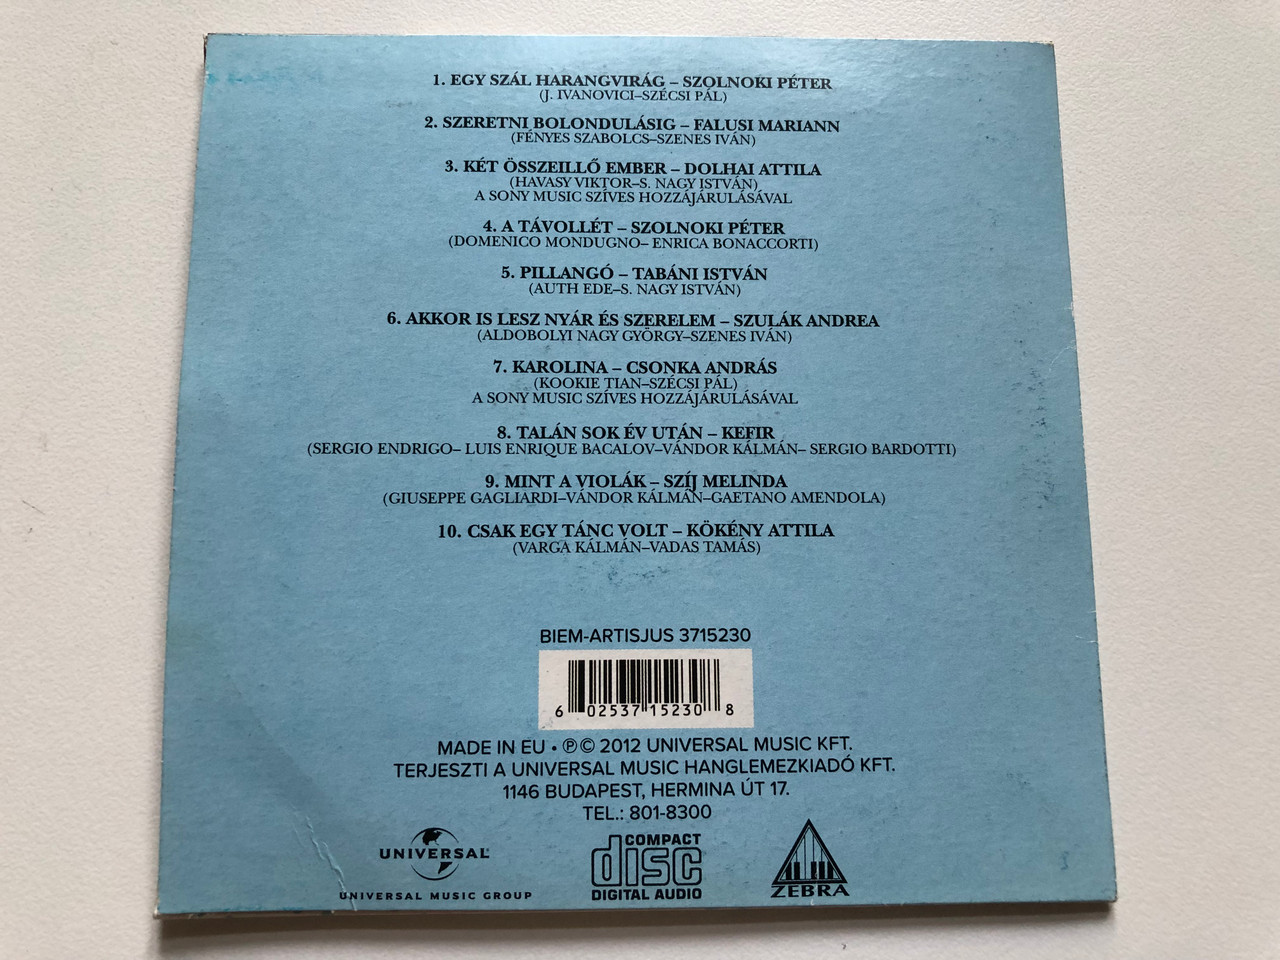 1. EGY SZÁL HARANGVIRÁG – SZOLNOKI PÉTER
(J. IVANOVICI–SZÉCSI PÁL)
2. SZERETNI BOLONDULÁSIG – FALUSI MARIANN
(FÉNYES SZABOLCS–SZENES IVÁN)
3. KÉT ÖSSZEILLŐ EMBER – DOLHAI ATTILA
(HAVASY VIKTOR–S. NAGY ISTVÁN)
A SONY MUSIC SZÍVES HOZZÁJÁRULÁSÁVAL
4. A TÁVOLLÉT – SZOLNOKI PÉTER
(DOMENICO MONDUGNO– ENRICA BONACCORTI)
5. PILLANGÓ – TABÁNI ISTVÁN
(AUTH EDE–S. NAGY ISTVÁN)
6. AKKOR IS LESZ NYÁR ÉS SZERELEM – SZULÁK ANDREA
(ALDOBOLYI NAGY GYÖRGY–SZENES IVÁN)
7. KAROLINA – CSONKA ANDRÁS
(KOOKIE TIAN–SZÉCSI PÁL)
A SONY MUSIC SZÍVES HOZZÁJÁRULÁSÁVAL
8. TALÁN SOK ÉV UTÁN – KEFIR
(SERGIO ENDRIGO– LUIS ENRIQUE BACALOV–VÁNDOR KÁLMÁN– SERGIO BARDOTTI)
9. MINT A VIOLÁK – SZÍJ MELINDA
(GIUSEPPE GAGLIARDI–VÁNDOR KÁLMÁN–GAETANO AMENDOLA)
10. CSAK EGY TÁNC VOLT – KÖKÉNY ATTILA
(VARGA KÁLMÁN–VADAS TAMÁS)
BIEM-ARTISJUS 3715230
6 02537 15230 8
MADE IN EU • ℗© 2012 UNIVERSAL MUSIC KFT.
TERJESZTI A UNIVERSAL MUSIC HANGLEMEZKIADÓ KFT.
1146 BUDAPEST, HERMINA ÚT 17.
TEL.: 801-8300
UNIVERSAL
UNIVERSAL MUSIC GROUP
COMPACT
disc
DIGITAL AUDIO
ZEBRA